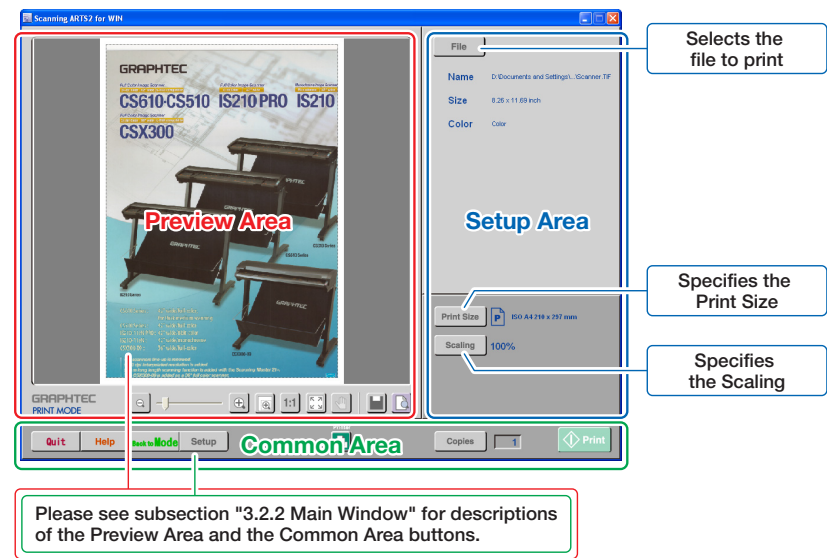 Scanning ARTS2 for WIN
GRAPHTEC
CS610·CS510 IS210 PRO IS210
CSX300
GRAPHTEC
GRAPHTEC
Preview Area
GRAPHTEC
PRINT MODE
1:1
File
Name D:\Documents and Settings\...\Scanner.TIF
Size 8.26 x 11.69 inch
Color Color
Setup Area
Print Size P ISO A4 210 x 297 mm
Scaling 100%
Quit Help Back to Mode Setup Common Area Printer Copies 1 Print
Selects the
file to print
Specifies the
Print Size
Specifies
the Scaling
Please see subsection "3.2.2 Main Window" for descriptions
of the Preview Area and the Common Area buttons.